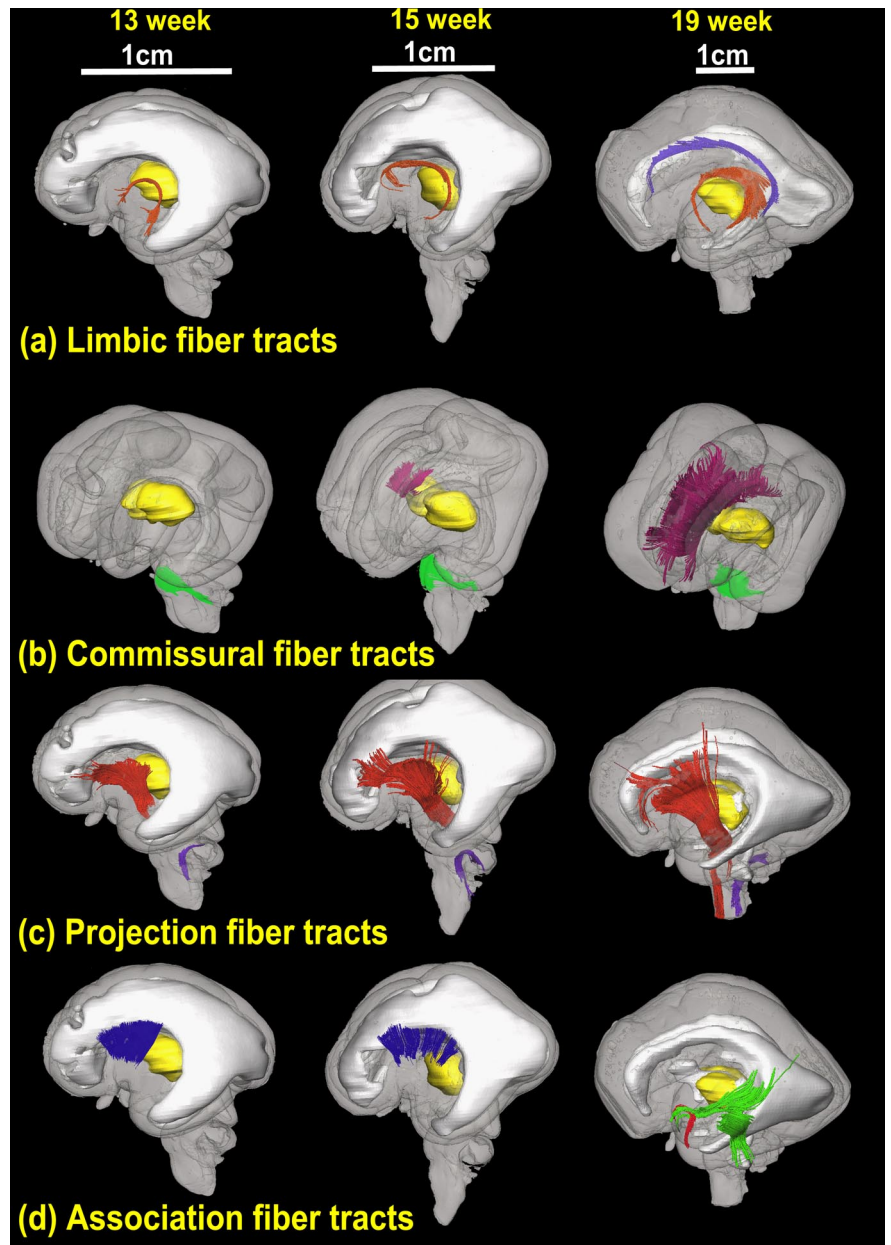 13 week 15 week 19 week
1cm 1cm 1cm
(a) Limbic fiber tracts
(b) Commissural fiber tracts
(c) Projection fiber tracts
(d) Association fiber tracts